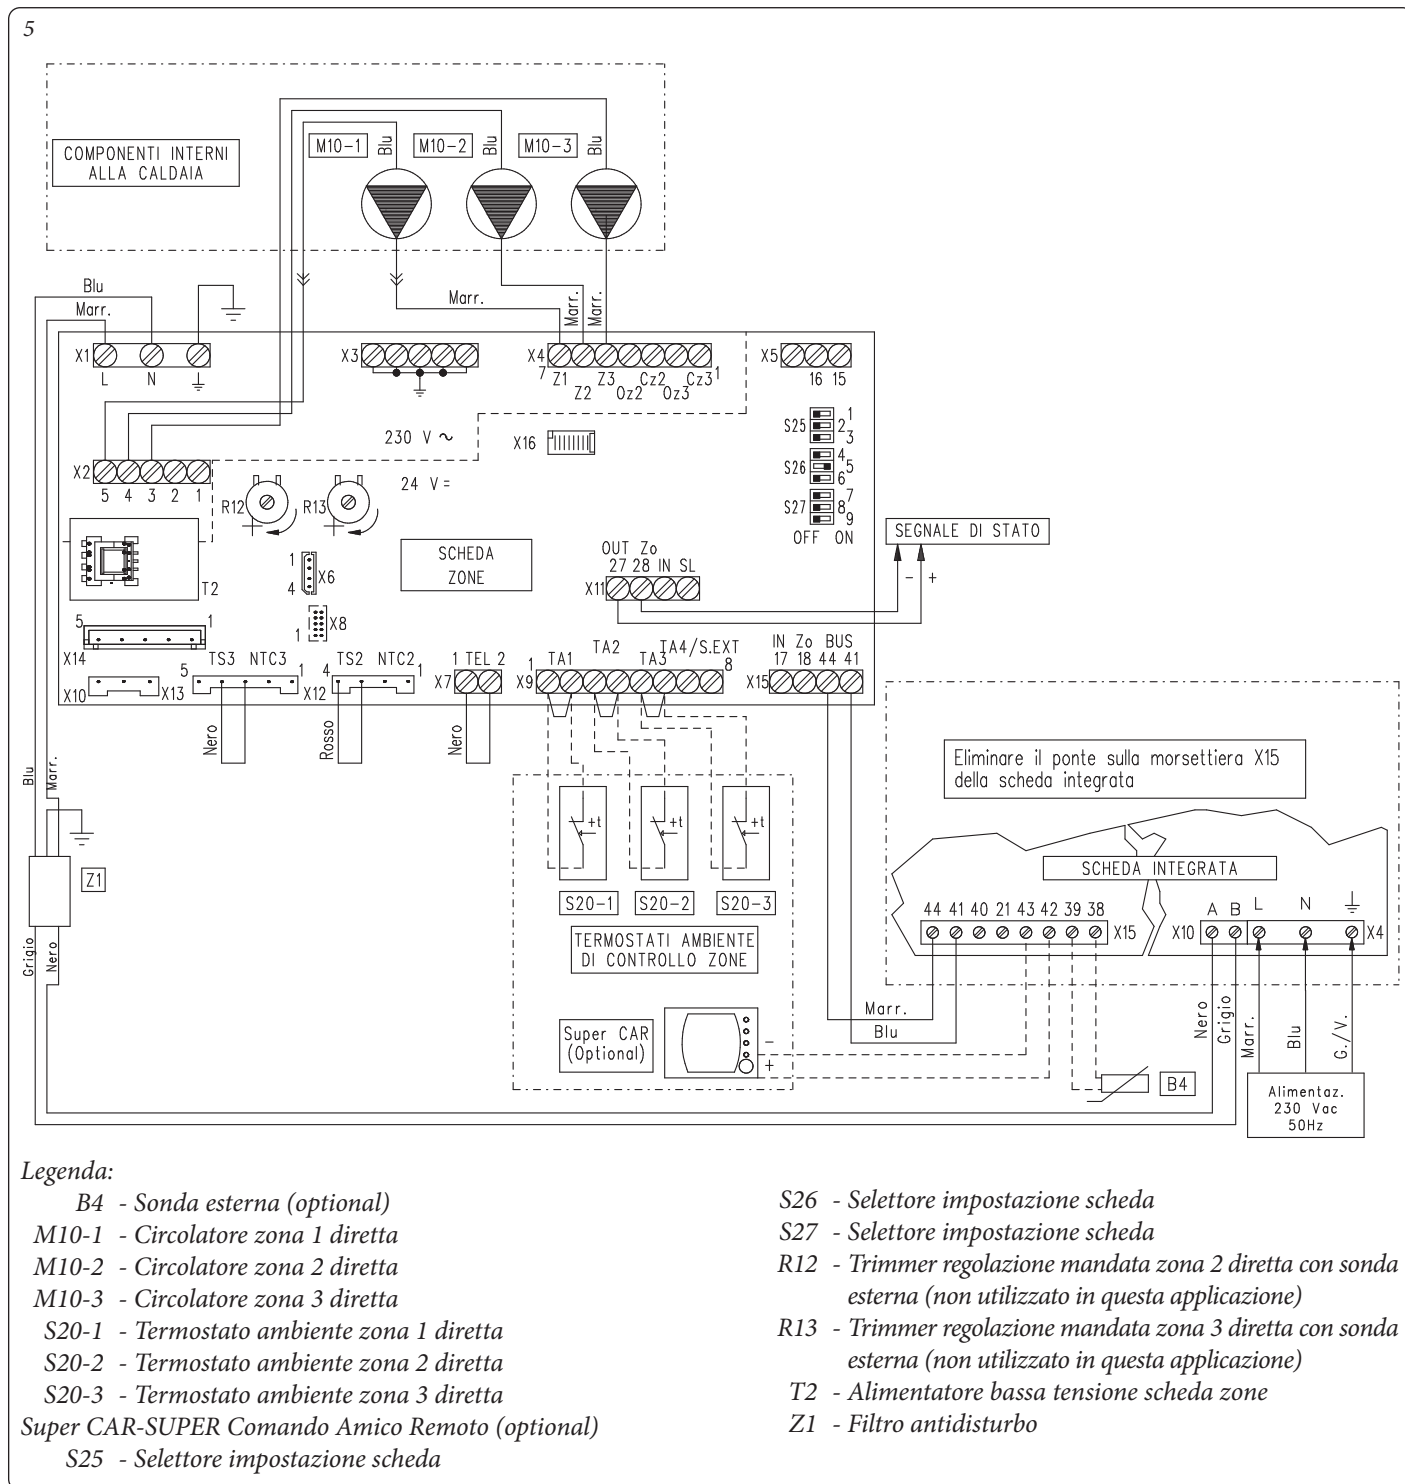 5
COMPONENTI INTERNI
ALLA CALDAIA
M10-1
Blu
M10-2
Blu
M10-3
Blu
Blu
Marr.
Marr.
Marr.
Marr.
X1
L N
X3
X4
7 Z1 Z3 Cz2 Cz3 1
Z2 Oz2 Oz3
X5
16 15
S25
1
2
3
S26
4
5
6
S27
7
8
9
OFF ON
230 V ~
24 V =
X16
X2
5 4 3 2 1
R12
R13
T2
SCHEDA
ZONE
1
4
X6
1
X8
OUT Zo
27 28 IN SL
X11
SEGNALE DI STATO
- +
5 1
X14
X10
X13
5 TS3 NTC3 1
X12
4 TS2 NTC2 1
X7
1 TEL 2
X9
1 TA1 TA2 TA3 TA4/S.EXT 8
IN Zo BUS
17 18 44 41
X15
Nero
Rosso
Nero
Blu
Marr.
Z1
Grigio
Nero
+t
+t
+t
S20-1
S20-2
S20-3
TERMOSTATI AMBIENTE
DI CONTROLLO ZONE
Super CAR
(Optional)
-
+
Eliminare il ponte sulla morsettiera X15
della scheda integrata
SCHEDA INTEGRATA
44 41 40 21 43 42 39 38
X15
X10
A B L N
X4
Marr.
Blu
Nero
Grigio
Marr.
Blu
G./V.
B4
Alimentaz.
230 Vac
50Hz
Legenda:
B4 - Sonda esterna (optional)
M10-1 - Circolatore zona 1 diretta
M10-2 - Circolatore zona 2 diretta
M10-3 - Circolatore zona 3 diretta
S20-1 - Termostato ambiente zona 1 diretta
S20-2 - Termostato ambiente zona 2 diretta
S20-3 - Termostato ambiente zona 3 diretta
Super CAR-SUPER Comando Amico Remoto (optional)
S25 - Selettore impostazione scheda
S26 - Selettore impostazione scheda
S27 - Selettore impostazione scheda
R12 - Trimmer regolazione mandata zona 2 diretta con sonda
esterna (non utilizzato in questa applicazione)
R13 - Trimmer regolazione mandata zona 3 diretta con sonda
esterna (non utilizzato in questa applicazione)
T2 - Alimentatore bassa tensione scheda zone
Z1 - Filtro antidisturbo